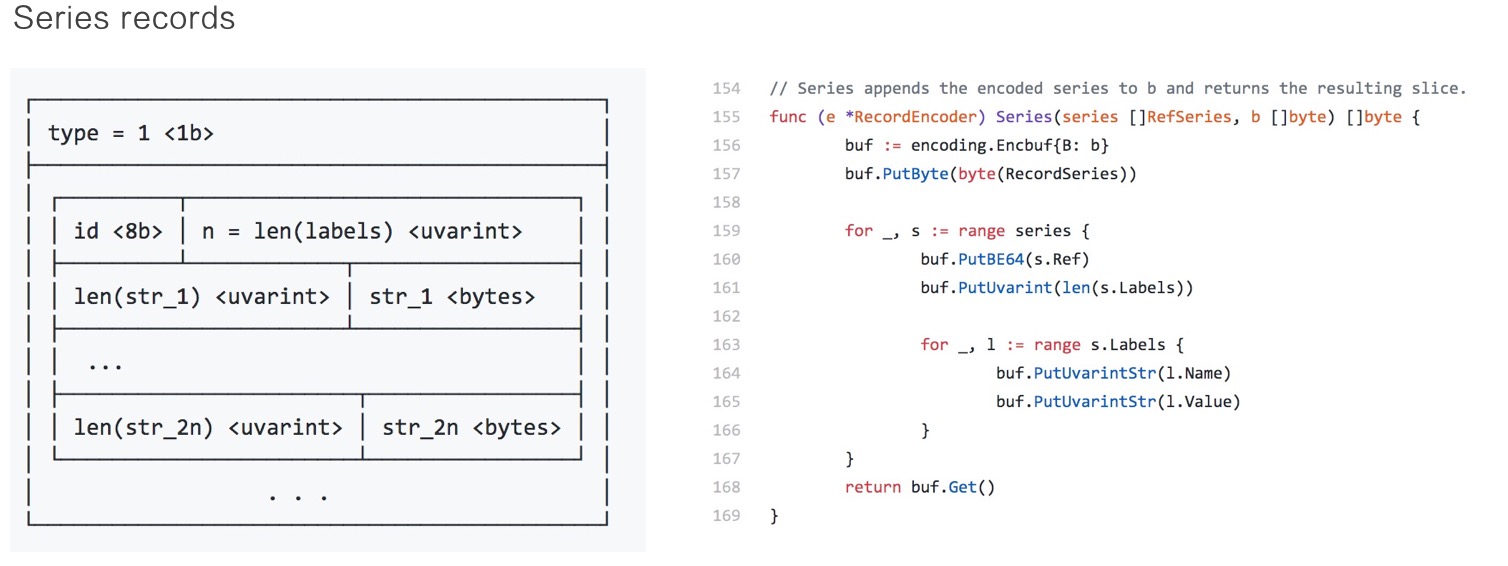 Series records
type = 1 <1b>
id <8b> n = len(labels) <uvarint>
len(str_1) <uvarint> str_1 <bytes>
...
len(str_2n) <uvarint> str_2n <bytes>
. . .
154 // Series appends the encoded series to b and returns the resulting slice.
155 func (e *RecordEncoder) Series(series []RefSeries, b []byte) []byte {
156 buf := encoding.Encbuf{B: b}
157 buf.PutByte(byte(RecordSeries))
158
159 for _, s := range series {
160 buf.PutBE64(s.Ref)
161 buf.PutUvarint(len(s.Labels))
162
163 for _, l := range s.Labels {
164 buf.PutUvarintStr(l.Name)
165 buf.PutUvarintStr(l.Value)
166 }
167 }
168 return buf.Get()
169 }